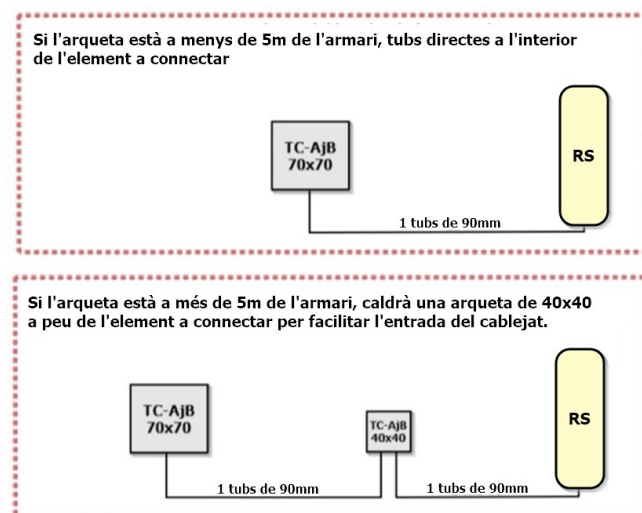 Si l'arqueta està a menys de 5m de l'armari, tubs directes a l'interior
de l'element a connectar
TC-AjB
70x70
RS
1 tubs de 90mm
Si l'arqueta està a més de 5m de l'armari, caldrà una arqueta de 40x40
a peu de l'element a connectar per facilitar l'entrada del cablejat.
TC-AjB
70x70
TC-AjB
40x40
RS
1 tubs de 90mm
1 tubs de 90mm